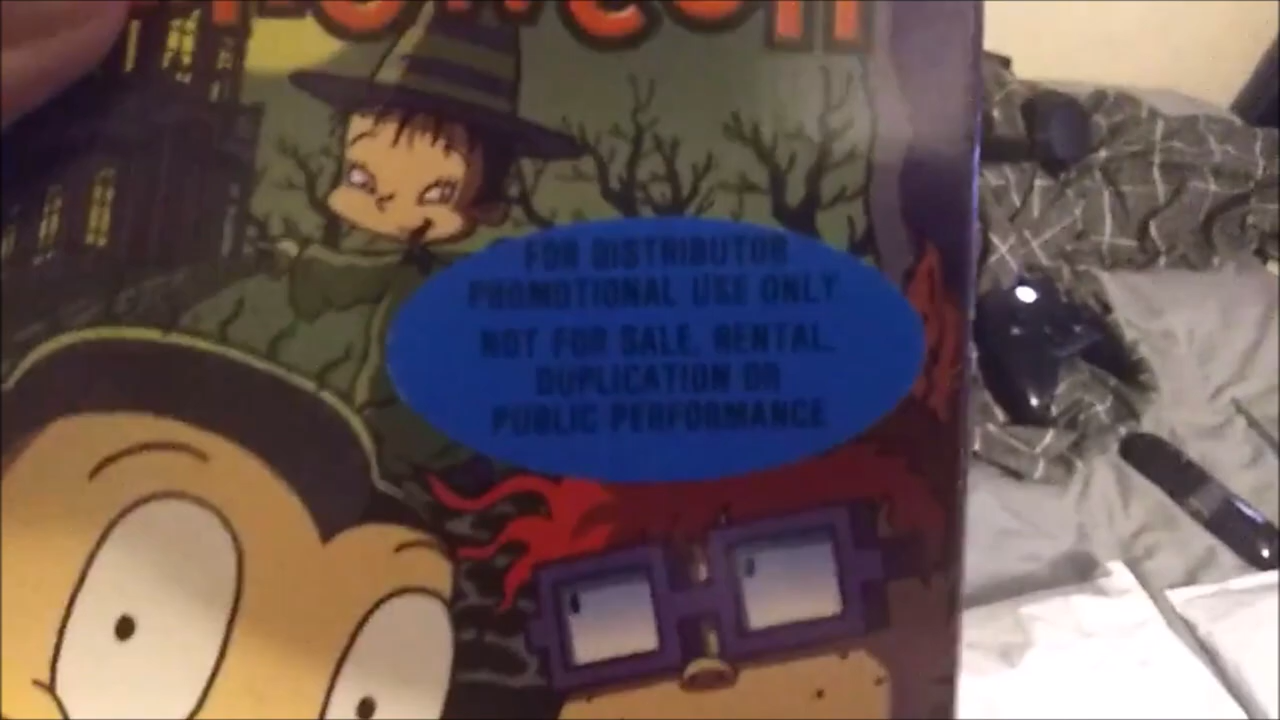 FOR DISTRIBUTOR
PROMOTIONAL USE ONLY
NOT FOR SALE, RENTAL,
DUPLICATION OR
PUBLIC PERFORMANCE